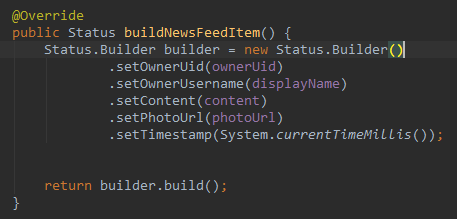 @Override
public Status buildNewsFeedItem() {
    Status.Builder builder = new Status.Builder()
            .setOwnerUid(ownerUid)
            .setOwnerUsername(displayName)
            .setContent(content)
            .setPhotoUrl(photoUrl)
            .setTimestamp(System.currentTimeMillis());
    return builder.build();
}